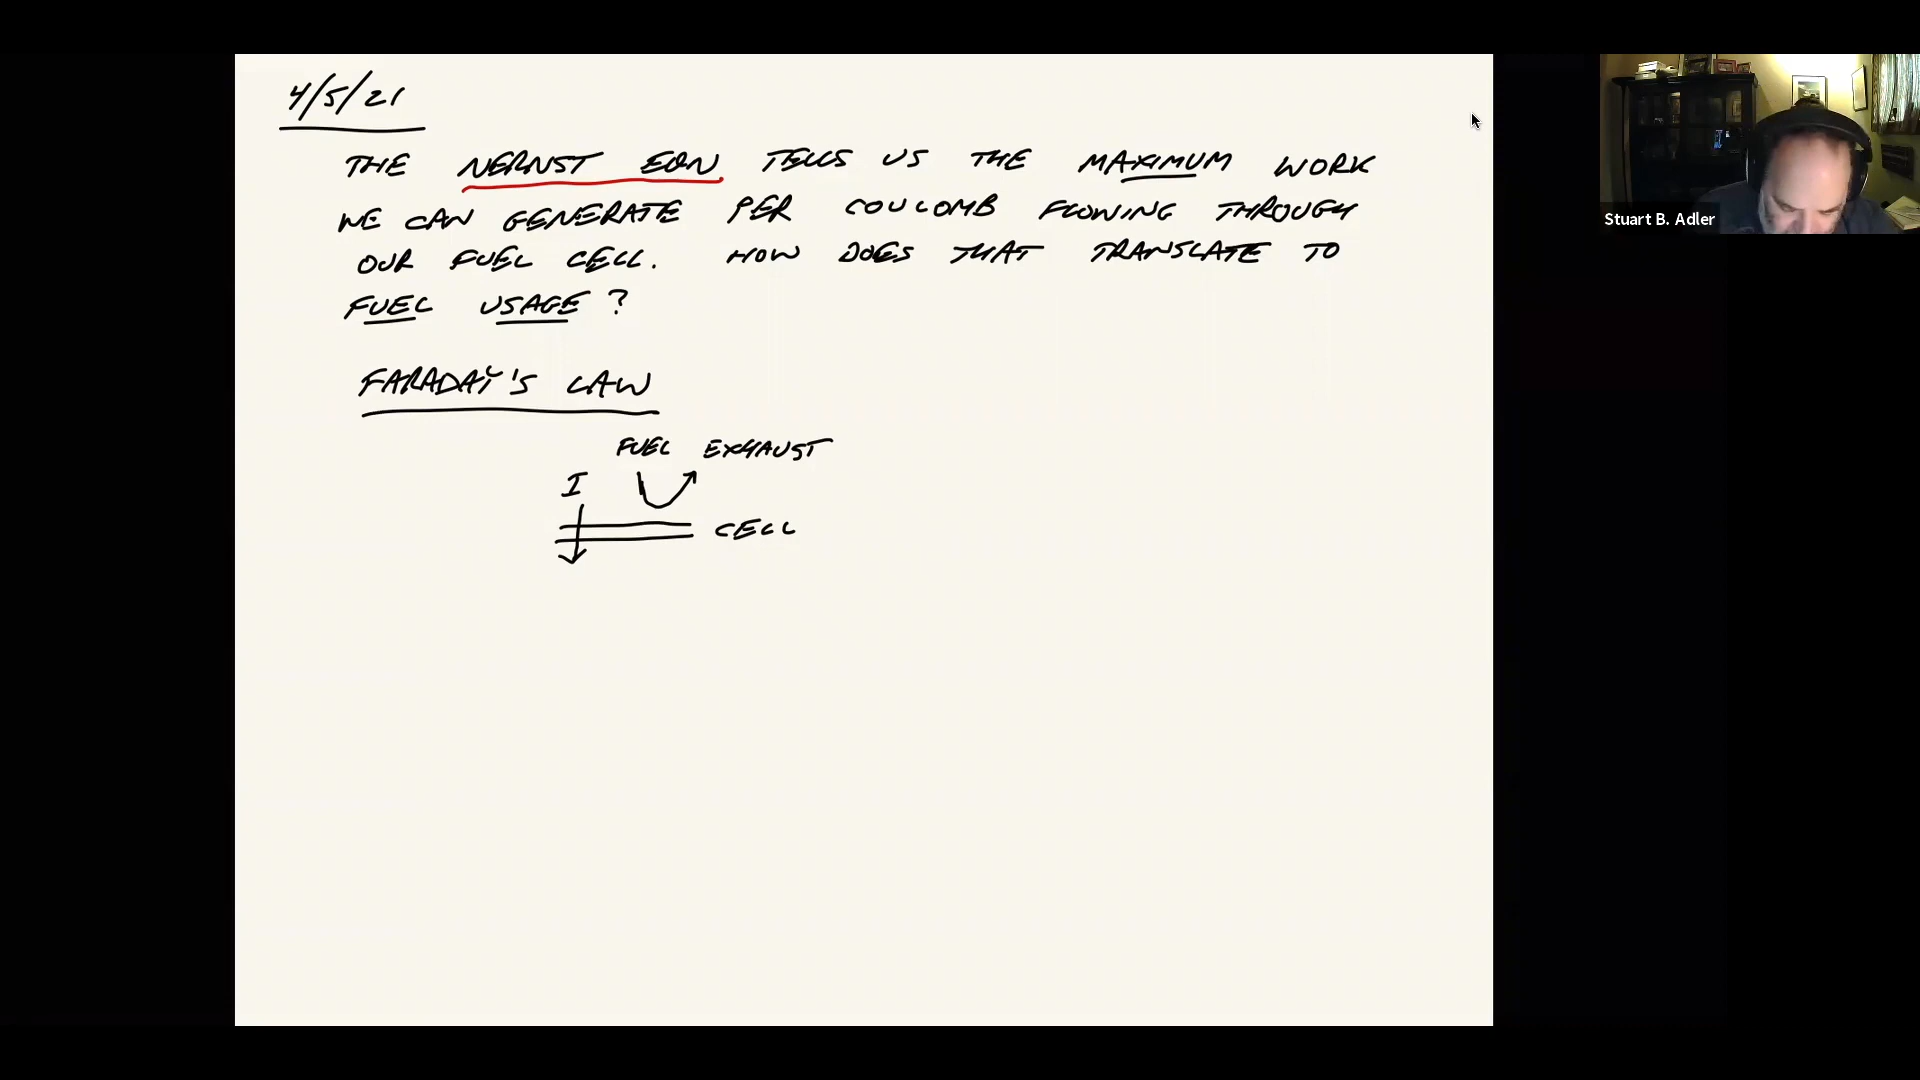 4/5/21
THE NERNST EQN TELLS US THE MAXIMUM WORK
WE CAN GENERATE PER COULOMB FLOWING THROUGH
OUR FUEL CELL. HOW DOES THAT TRANSLATE TO
FUEL USAGE?
FARADAY'S LAW
FUEL EXHAUST
I
CELL
Stuart B. Adler